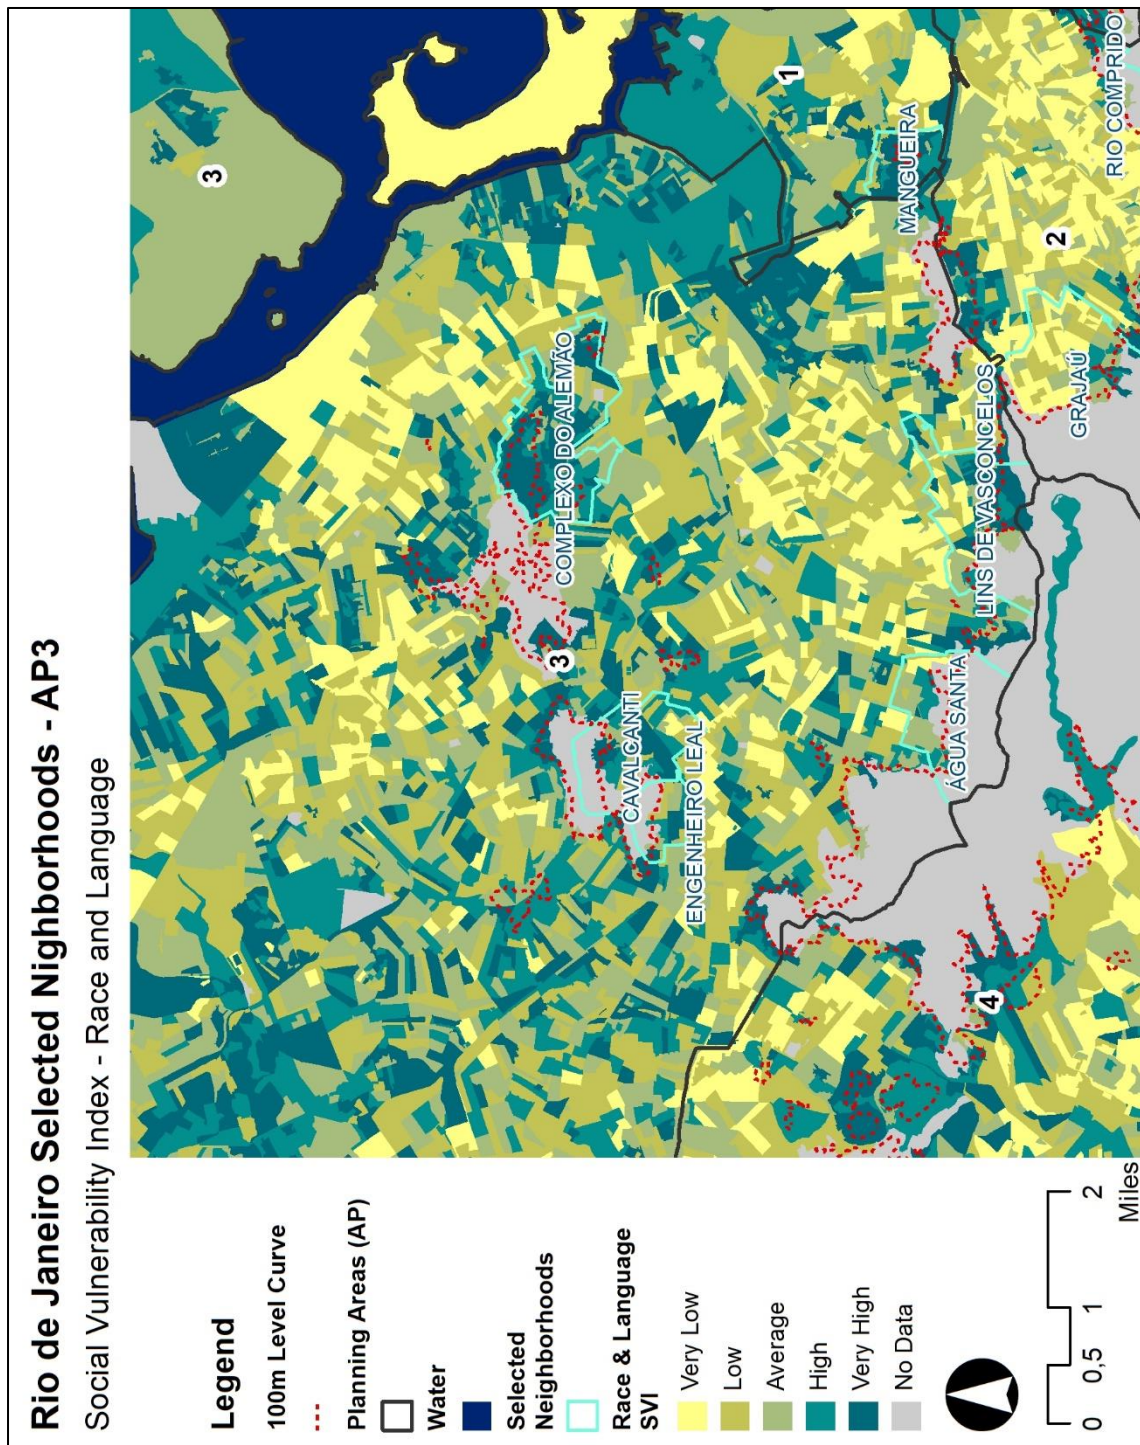 Rio de Janeiro Selected Nighborhoods - AP3
Social Vulnerability Index - Race and Language
Legend
100m Level Curve
Planning Areas (AP)
Water
Selected
Neighborhoods
Race & Language
SVI
Very Low
Low
Average
High
Very High
No Data
0 0,5 1 2
Miles
3
1
MANGUEIRA
COMPLEXO DO ALEMÃO
3
CAVALCANTI
ENGENHEIRO LEAL
2
RIO COMPRIDO
GRAJAÚ
LINS DE VASCONCELOS
ÁGUA SANTA
4